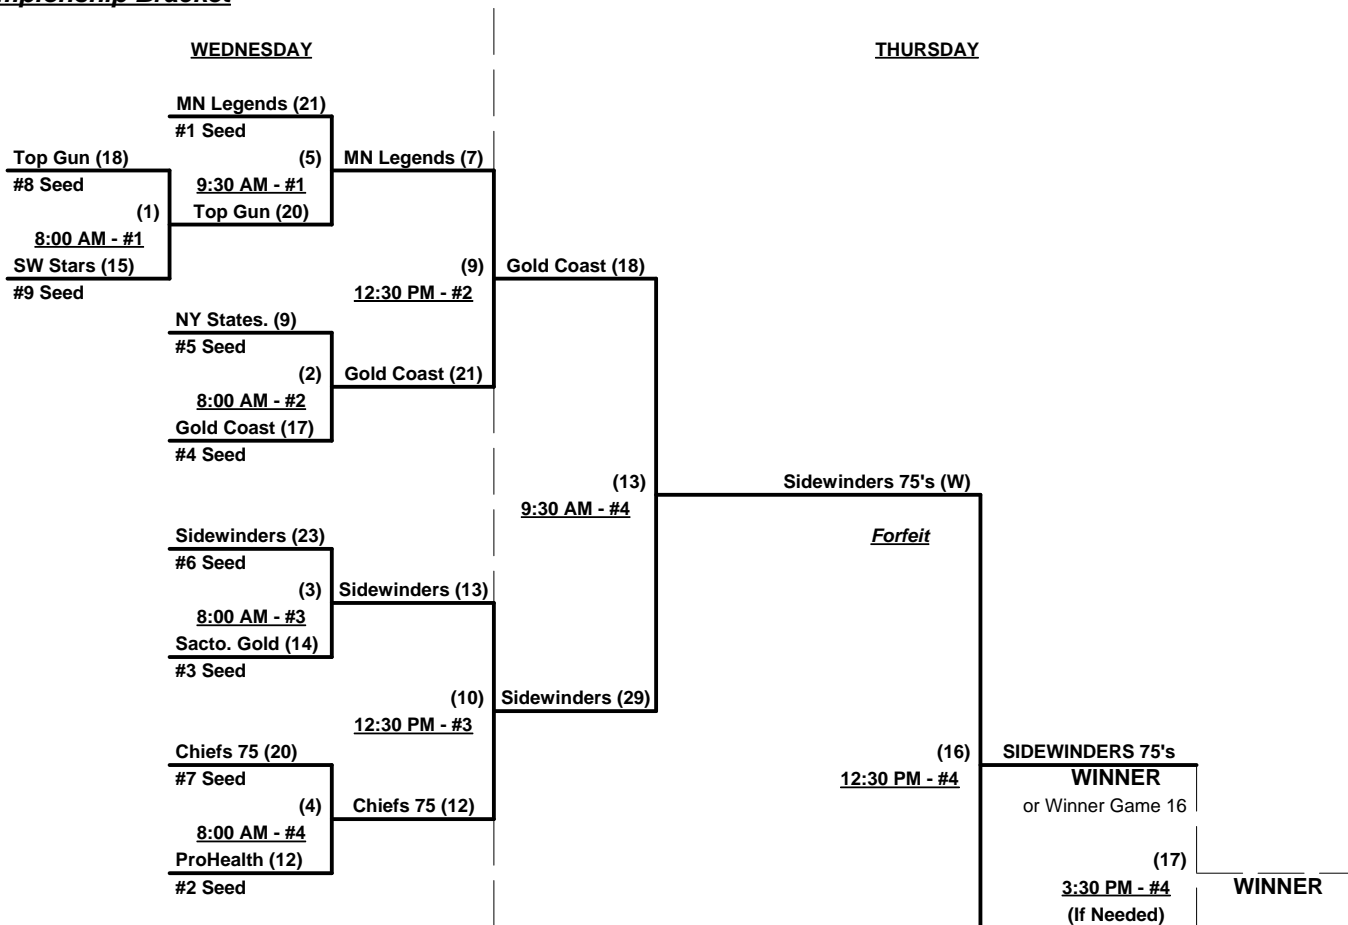 WEDNESDAY
THURSDAY
MN Legends (21)
#1 Seed
Top Gun (18)
(5)
MN Legends (7)
#8 Seed
9:30 AM - #1
(1)
Top Gun (20)
8:00 AM - #1
SW Stars (15)
(9)
Gold Coast (18)
#9 Seed
12:30 PM - #2
NY States. (9)
#5 Seed
(2)
Gold Coast (21)
8:00 AM - #2
Gold Coast (17)
#4 Seed
(13)
Sidewinders 75's (W)
9:30 AM - #4
Sidewinders (23)
Forfeit
#6 Seed
(3)
Sidewinders (13)
8:00 AM - #3
Sacto. Gold (14)
#3 Seed
(10)
Sidewinders (29)
12:30 PM - #3
Chiefs 75 (20)
(16)
SIDEWINDERS 75's
#7 Seed
12:30 PM - #4
WINNER
(4)
Chiefs 75 (12)
or Winner Game 16
8:00 AM - #4
ProHealth (12)
(17)
#2 Seed
3:30 PM - #4
WINNER
(If Needed)